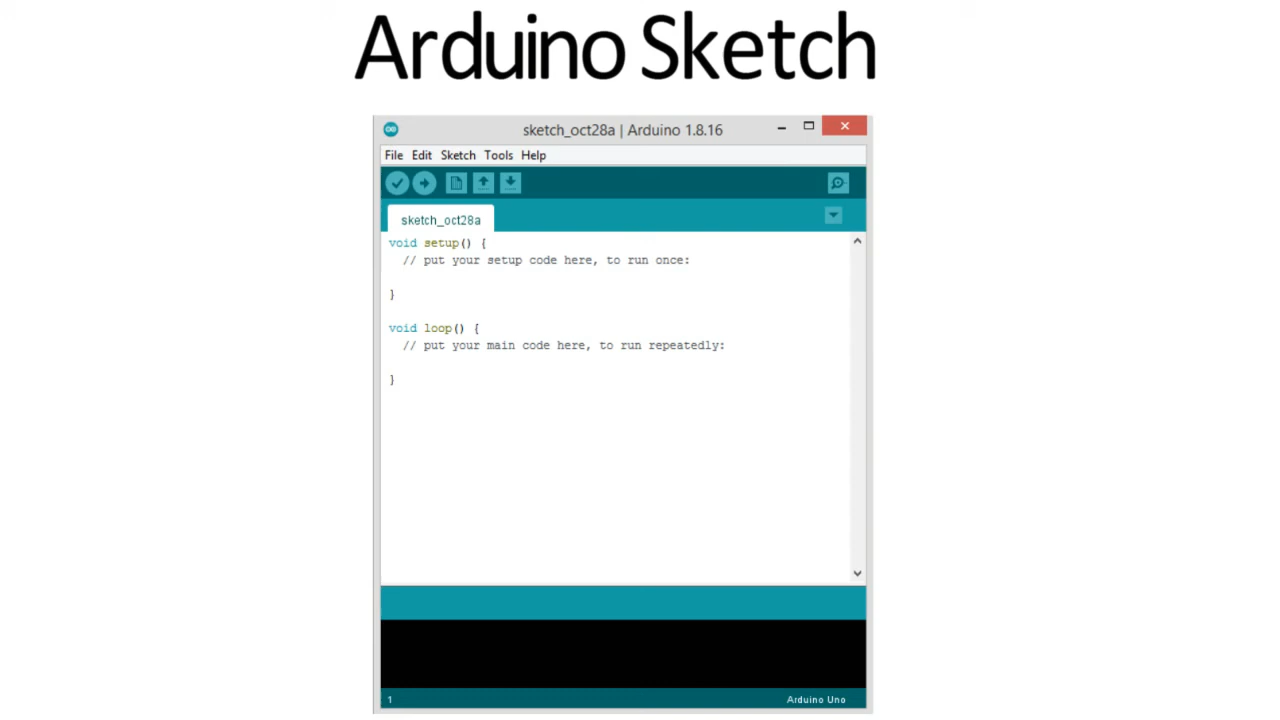 Arduino Sketch
sketch_oct28a | Arduino 1.8.16
File Edit Sketch Tools Help
sketch_oct28a
void setup() {
  // put your setup code here, to run once:
}
void loop() {
  // put your main code here, to run repeatedly:
}
1
Arduino Uno